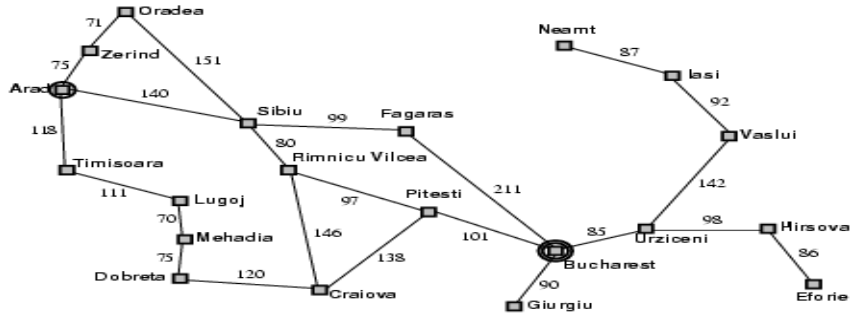 Oradea
71
Neamt
Zerind
87
75
151
Iasi
Arad
140
92
Sibiu
Fagaras
99
118
80
Vaslui
Timisoara
Rimnicu Vilcea
111
211
142
Lugoj
97
Pitesti
70
98
Hirsova
146
101
85
Mehadia
Urziceni
138
86
75
Bucharest
Dobreta
120
90
Craiova
Eforie
Giurgiu